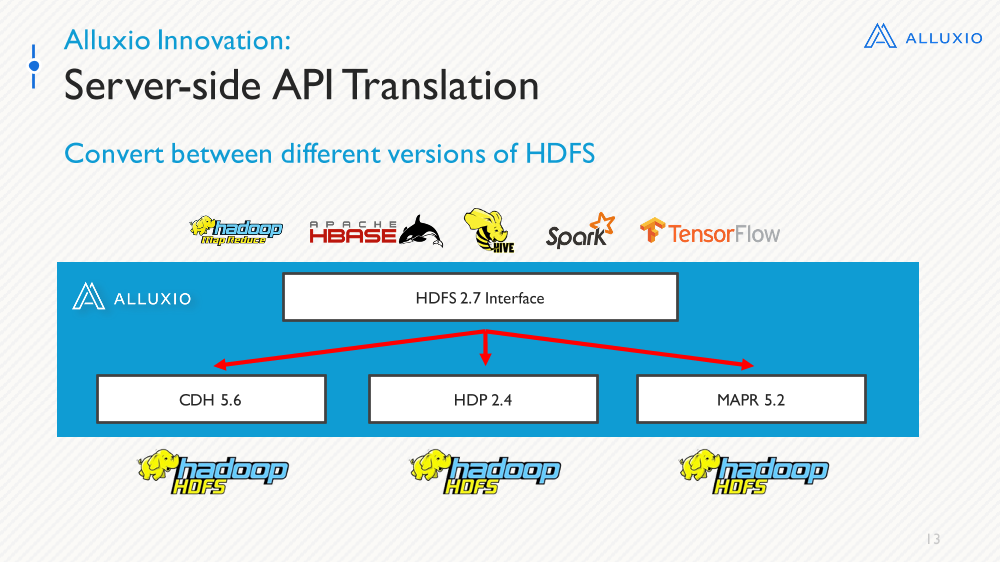 Alluxio Innovation:
ALLUXIO
Server-side API Translation
Convert between different versions of HDFS
hadoop
Map Reduce
APACHE
HBASE
HIVE
Spark
TensorFlow
ALLUXIO
HDFS 2.7 Interface
CDH 5.6
HDP 2.4
MAPR 5.2
hadoop
HDFS
hadoop
HDFS
hadoop
HDFS
13